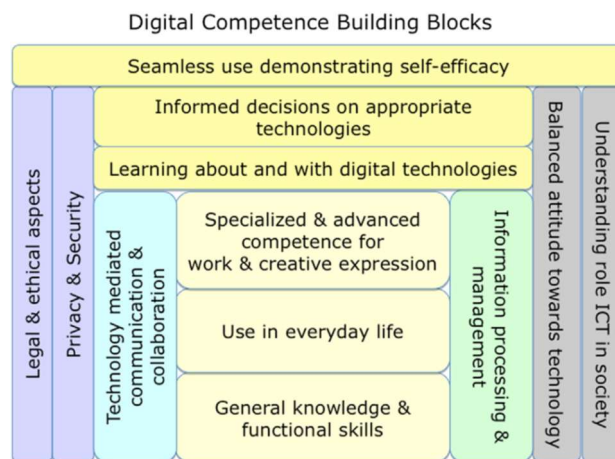 Digital Competence Building Blocks
Seamless use demonstrating self-efficacy
Informed decisions on appropriate
technologies
Learning about and with digital technologies
Legal & ethical aspects
Privacy & Security
Technology mediated
communication &
collaboration
Specialized & advanced
competence for
work & creative expression
Use in everyday life
General knowledge &
functional skills
Information processing &
management
Balanced attitude towards technology
Understanding role ICT in society